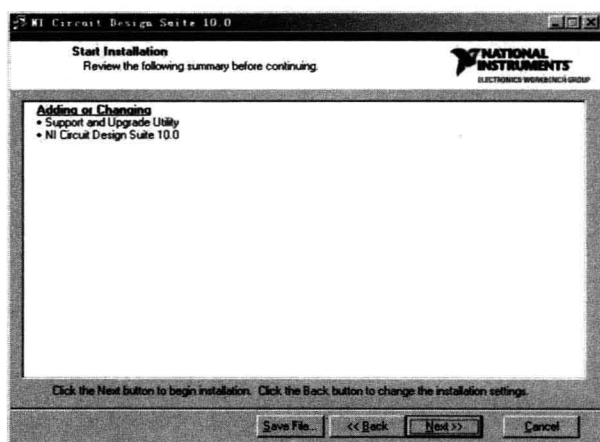 NI Circuit Design Suite 10.0
Start Installation
Review the following summary before continuing.
NATIONAL
INSTRUMENTS
ELECTRONICS WORKBENCH GROUP
Adding or Changing
• Support and Upgrade Utility
• NI Circuit Design Suite 10.0
Click the Next button to begin installation. Click the Back button to change the installation settings.
Save File...
<< Back
Next >>
Cancel